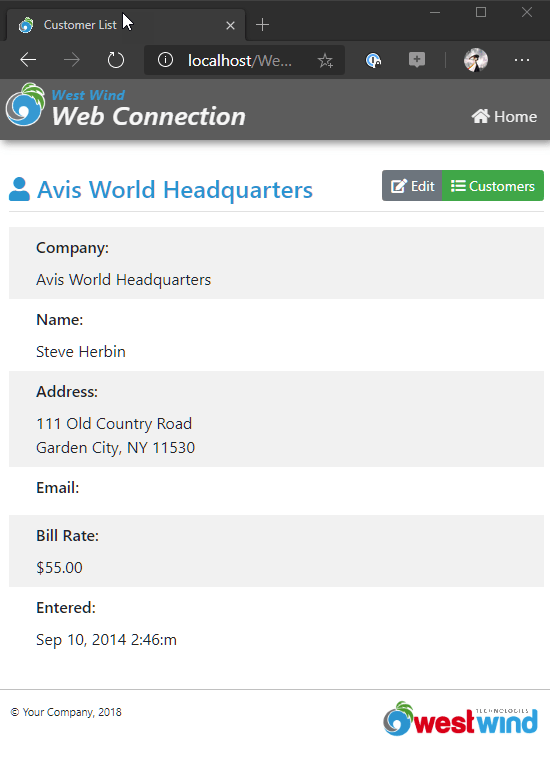 Customer List
localhost/We...
West Wind
Web Connection
Home
Avis World Headquarters
Edit
Customers
Company:
Avis World Headquarters
Name:
Steve Herbin
Address:
111 Old Country Road
Garden City, NY 11530
Email:
Bill Rate:
$55.00
Entered:
Sep 10, 2014 2:46:m
© Your Company, 2018
TECHNOLOGIES
westwind